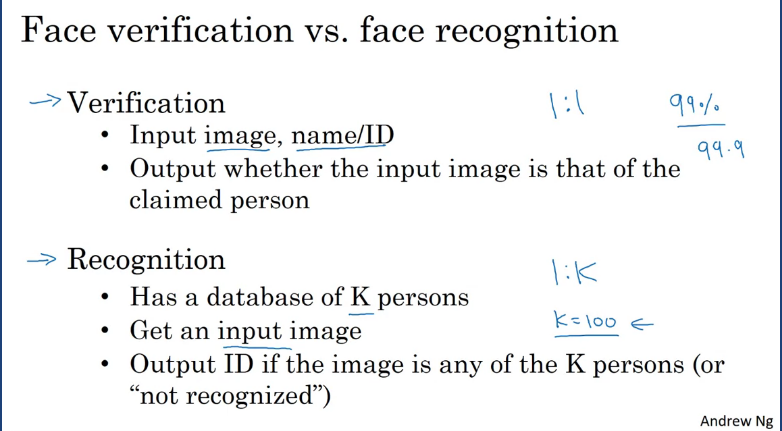 Face verification vs. face recognition
→ Verification 1:1 99%
• Input image, name/ID 99.9
• Output whether the input image is that of the
claimed person
→ Recognition 1:K
• Has a database of K persons
• Get an input image K=100 ←
• Output ID if the image is any of the K persons (or
“not recognized”)
Andrew Ng